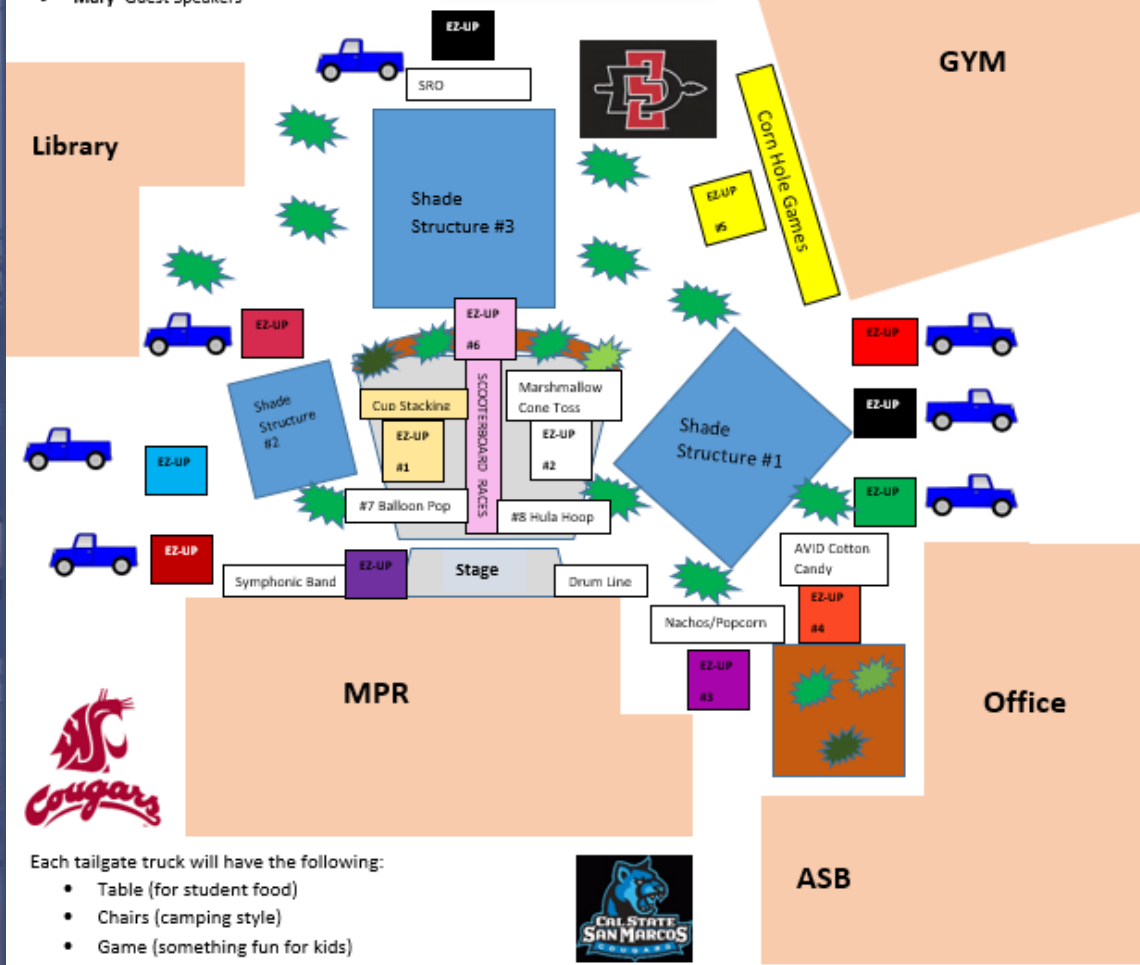 Mary Guest Speakers
EZ-UP
SRO
GYM
Library
Corn Hole Games
Shade
Structure #3
EZ-UP
#5
EZ-UP
EZ-UP
#6
EZ-UP
Shade
Structure
#2
Cup Stacking
Marshmallow
Cone Toss
EZ-UP
SCOOTERBOARD RACES
EZ-UP
#1
EZ-UP
#2
Shade
Structure #1
EZ-UP
EZ-UP
#7 Balloon Pop
#8 Hula Hoop
EZ-UP
AVID Cotton
Candy
Symphonic Band
EZ-UP
Stage
Drum Line
EZ-UP
#4
Nachos/Popcorn
EZ-UP
#3
MPR
Office
WSU
Cougars
Each tailgate truck will have the following:
• Table (for student food)
• Chairs (camping style)
• Game (something fun for kids)
CAL STATE
SAN MARCOS
COUGARS
ASB